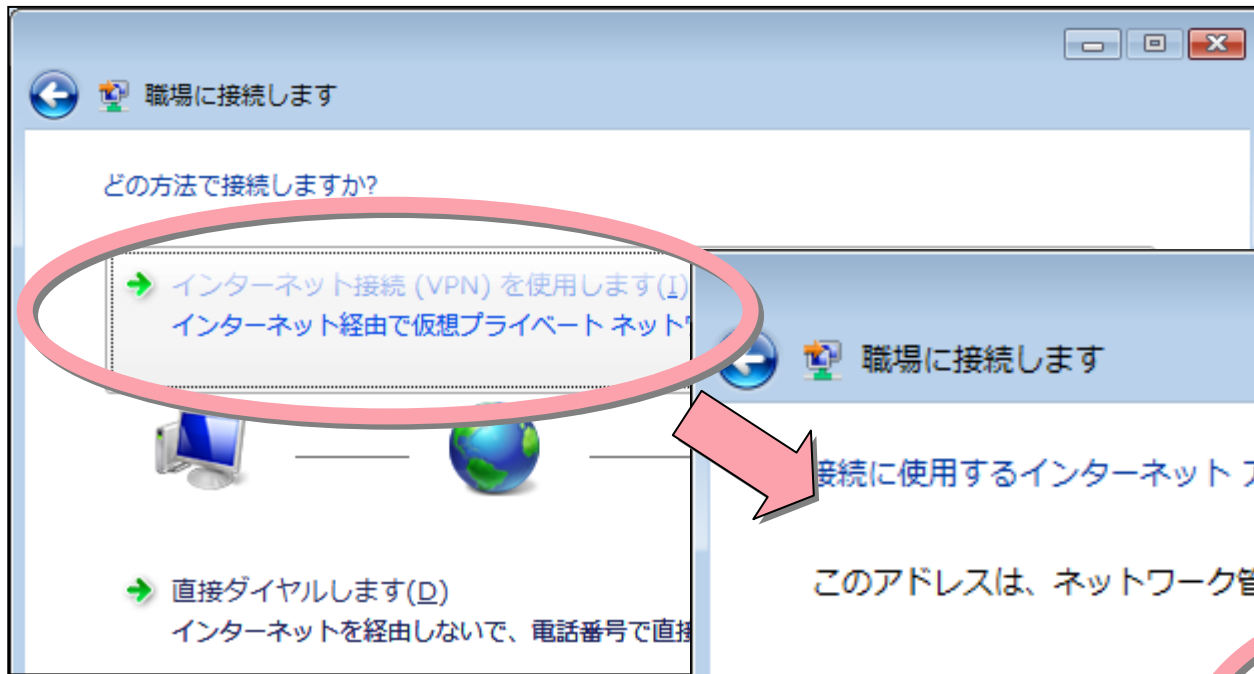 職場に接続します
どの方法で接続しますか?
インターネット接続 (VPN) を使用します(I)
インターネット経由で仮想プライベート ネット
直接ダイヤルします(D)
インターネットを経由しないで、電話番号で直接
職場に接続します
接続に使用するインターネット ア
このアドレスは、ネットワーク管